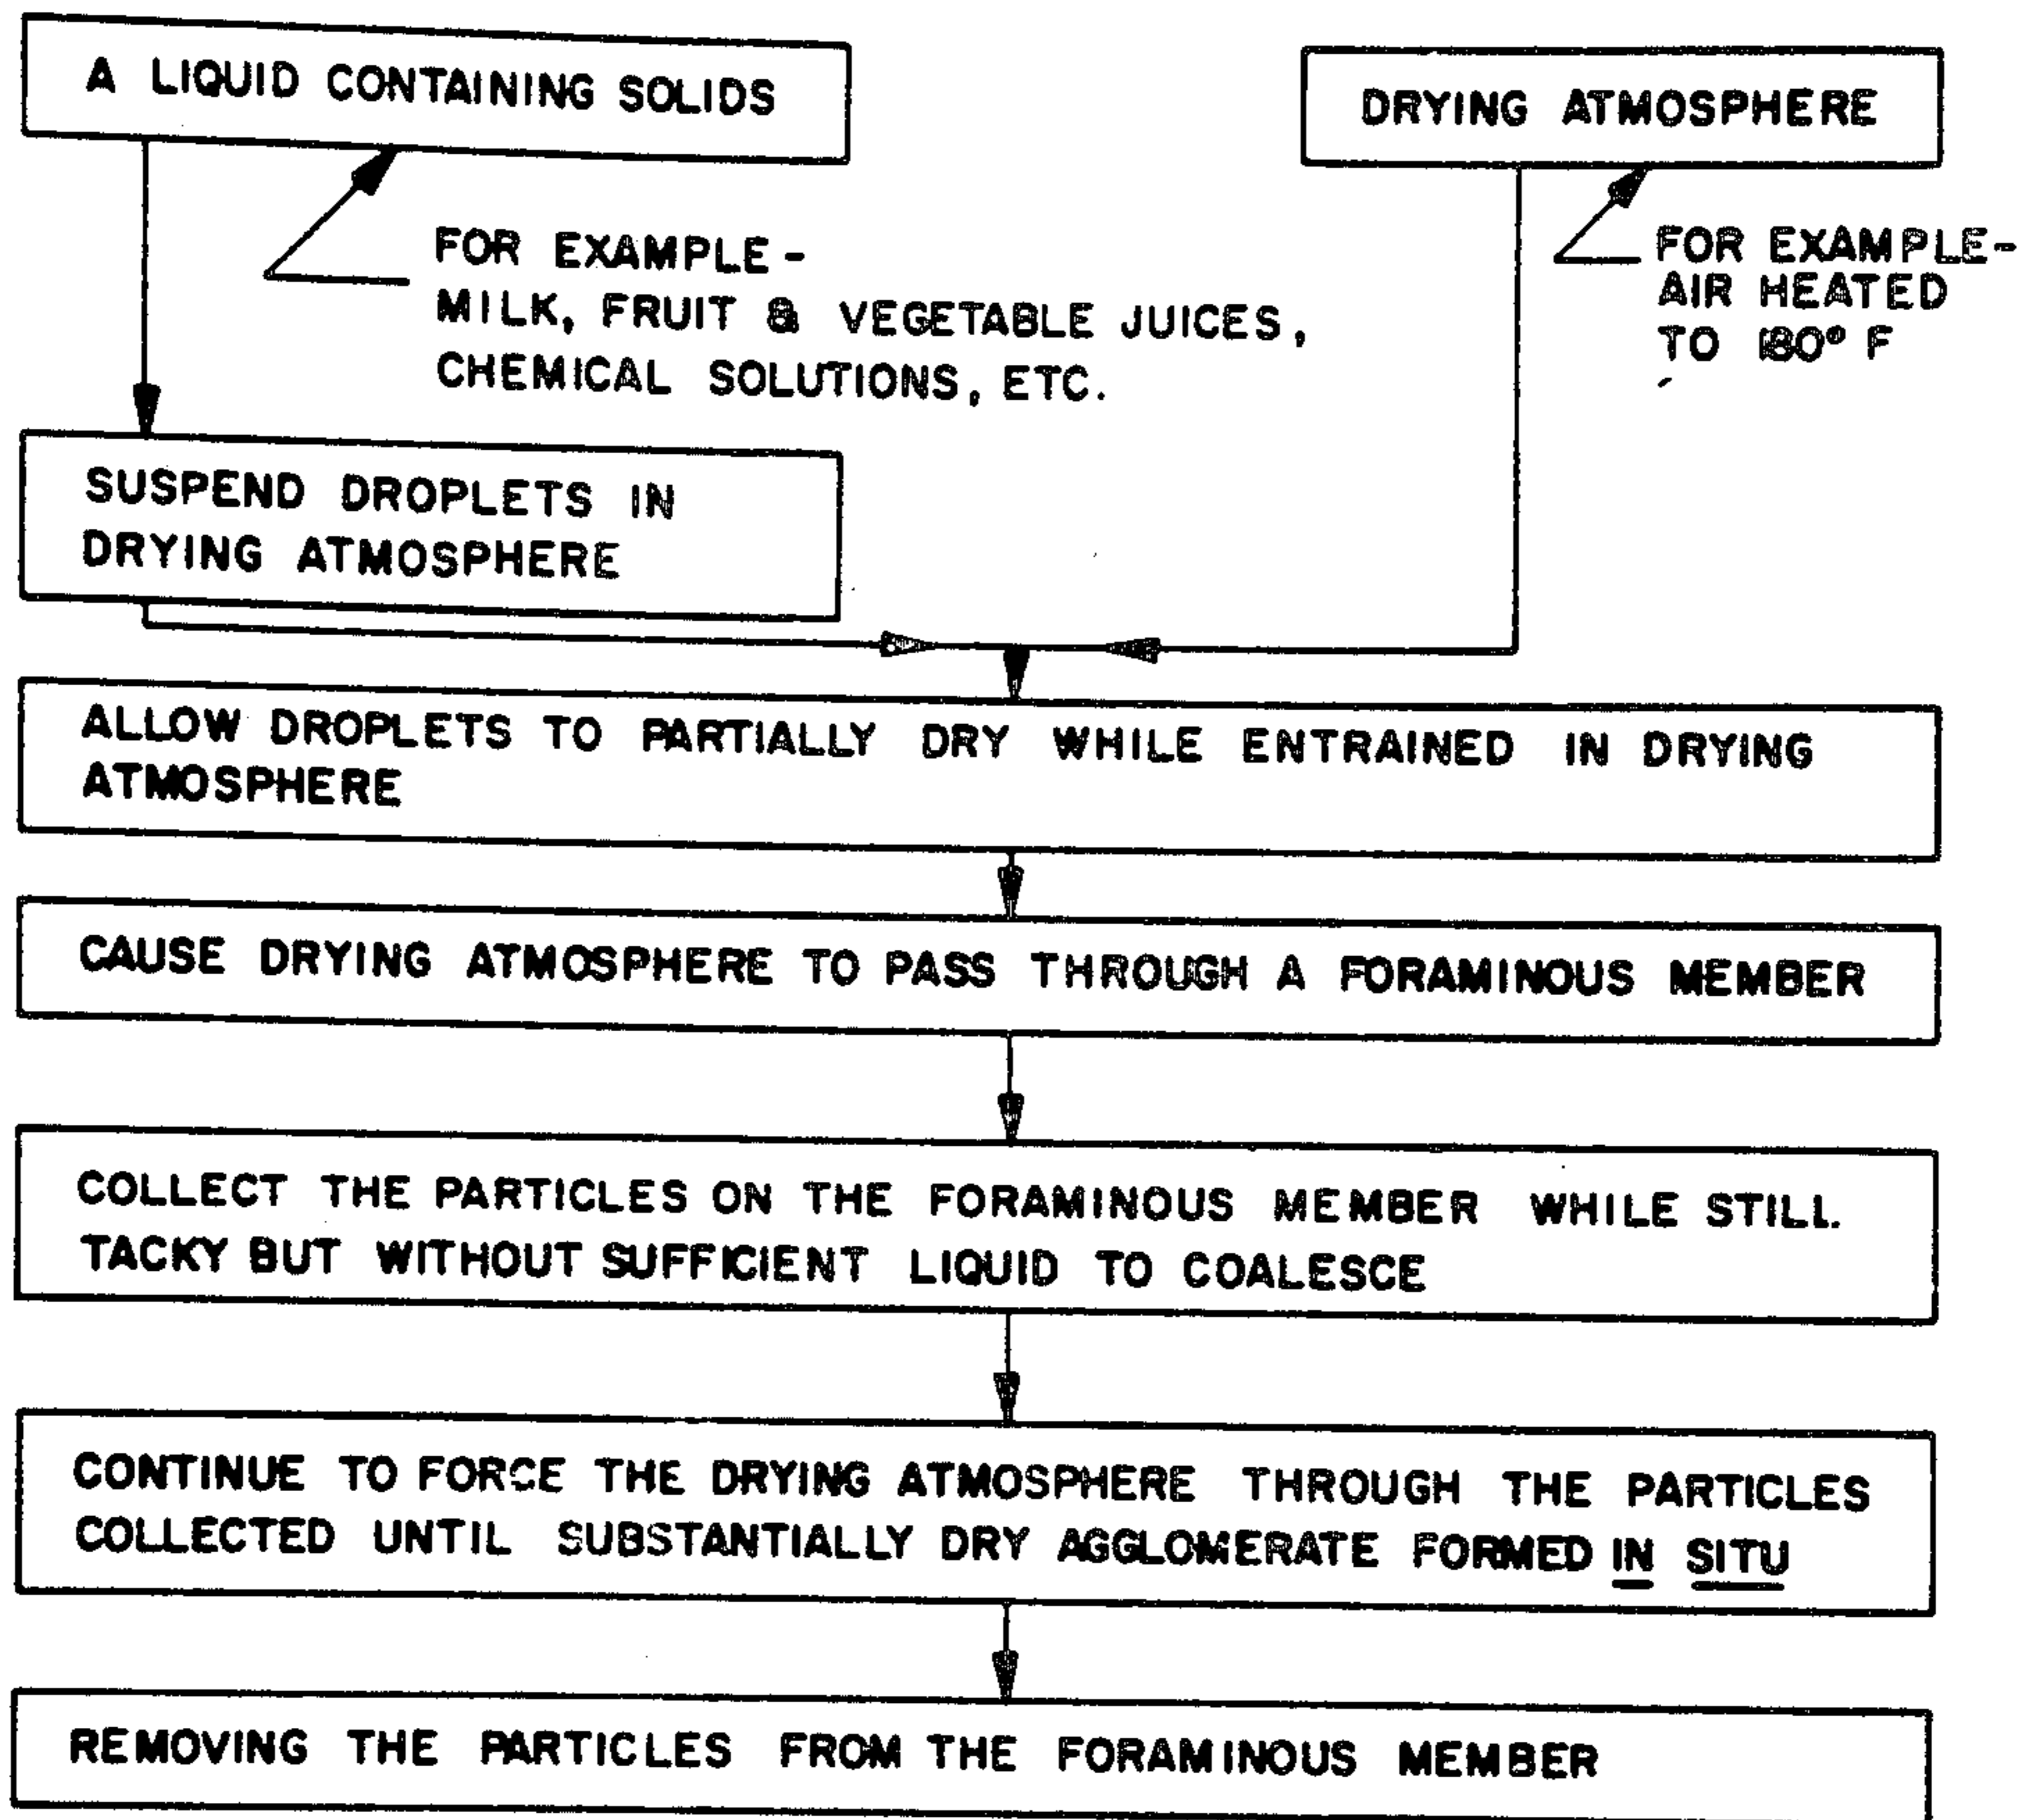 A LIQUID CONTAINING SOLIDS
DRYING ATMOSPHERE
FOR EXAMPLE -
MILK, FRUIT & VEGETABLE JUICES,
CHEMICAL SOLUTIONS, ETC.
FOR EXAMPLE-
AIR HEATED
TO 180° F
SUSPEND DROPLETS IN
DRYING ATMOSPHERE
ALLOW DROPLETS TO PARTIALLY DRY WHILE ENTRAINED IN DRYING
ATMOSPHERE
CAUSE DRYING ATMOSPHERE TO PASS THROUGH A FORAMINOUS MEMBER
COLLECT THE PARTICLES ON THE FORAMINOUS MEMBER WHILE STILL
TACKY BUT WITHOUT SUFFICIENT LIQUID TO COALESCE
CONTINUE TO FORCE THE DRYING ATMOSPHERE THROUGH THE PARTICLES
COLLECTED UNTIL SUBSTANTIALLY DRY AGGLOMERATE FORMED IN SITU
REMOVING THE PARTICLES FROM THE FORAMINOUS MEMBER